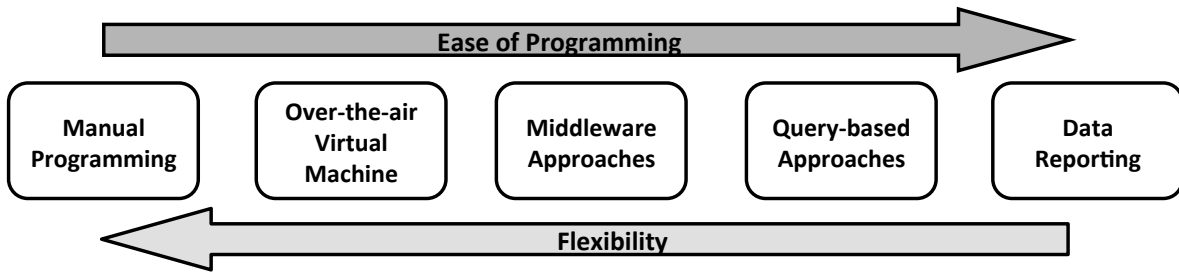 Ease of Programming
Manual
Programming
Over-the-air
Virtual
Machine
Middleware
Approaches
Query-based
Approaches
Data
Reporting
Flexibility